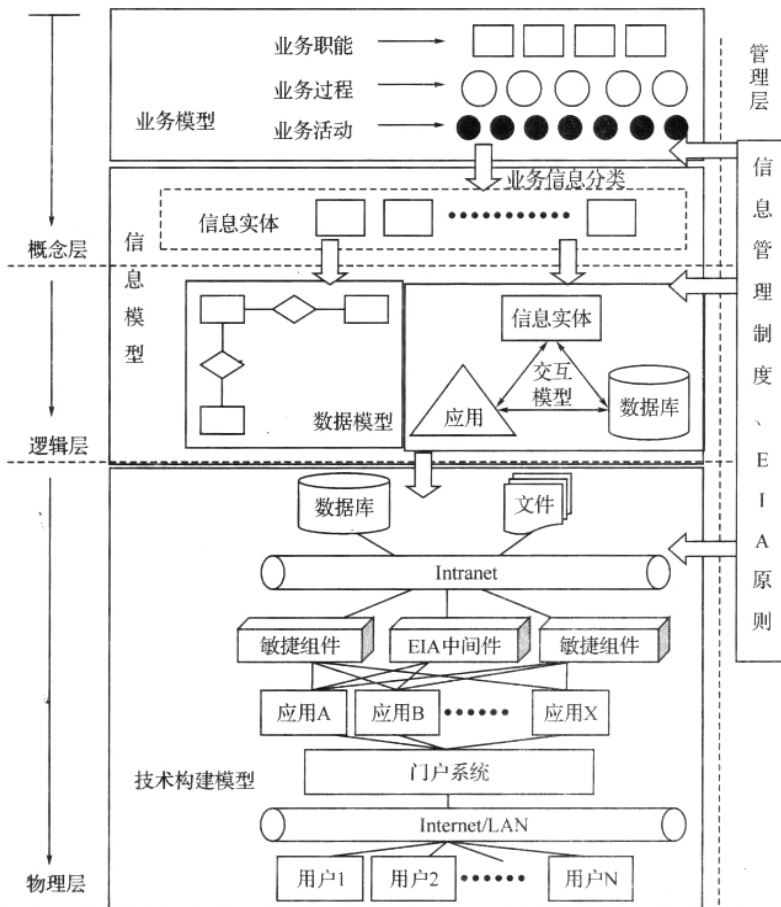 业务职能
业务过程
业务模型
业务活动
管理层
业务信息分类
信息实体
概念层
信息模型
信息实体
交互
模型
应用
数据库
数据模型
逻辑层
信息管理制度、EIA原则
数据库
文件
Intranet
敏捷组件
EIA中间件
敏捷组件
应用A
应用B
应用X
技术构建模型
门户系统
Internet/LAN
物理层
用户1
用户2
用户N